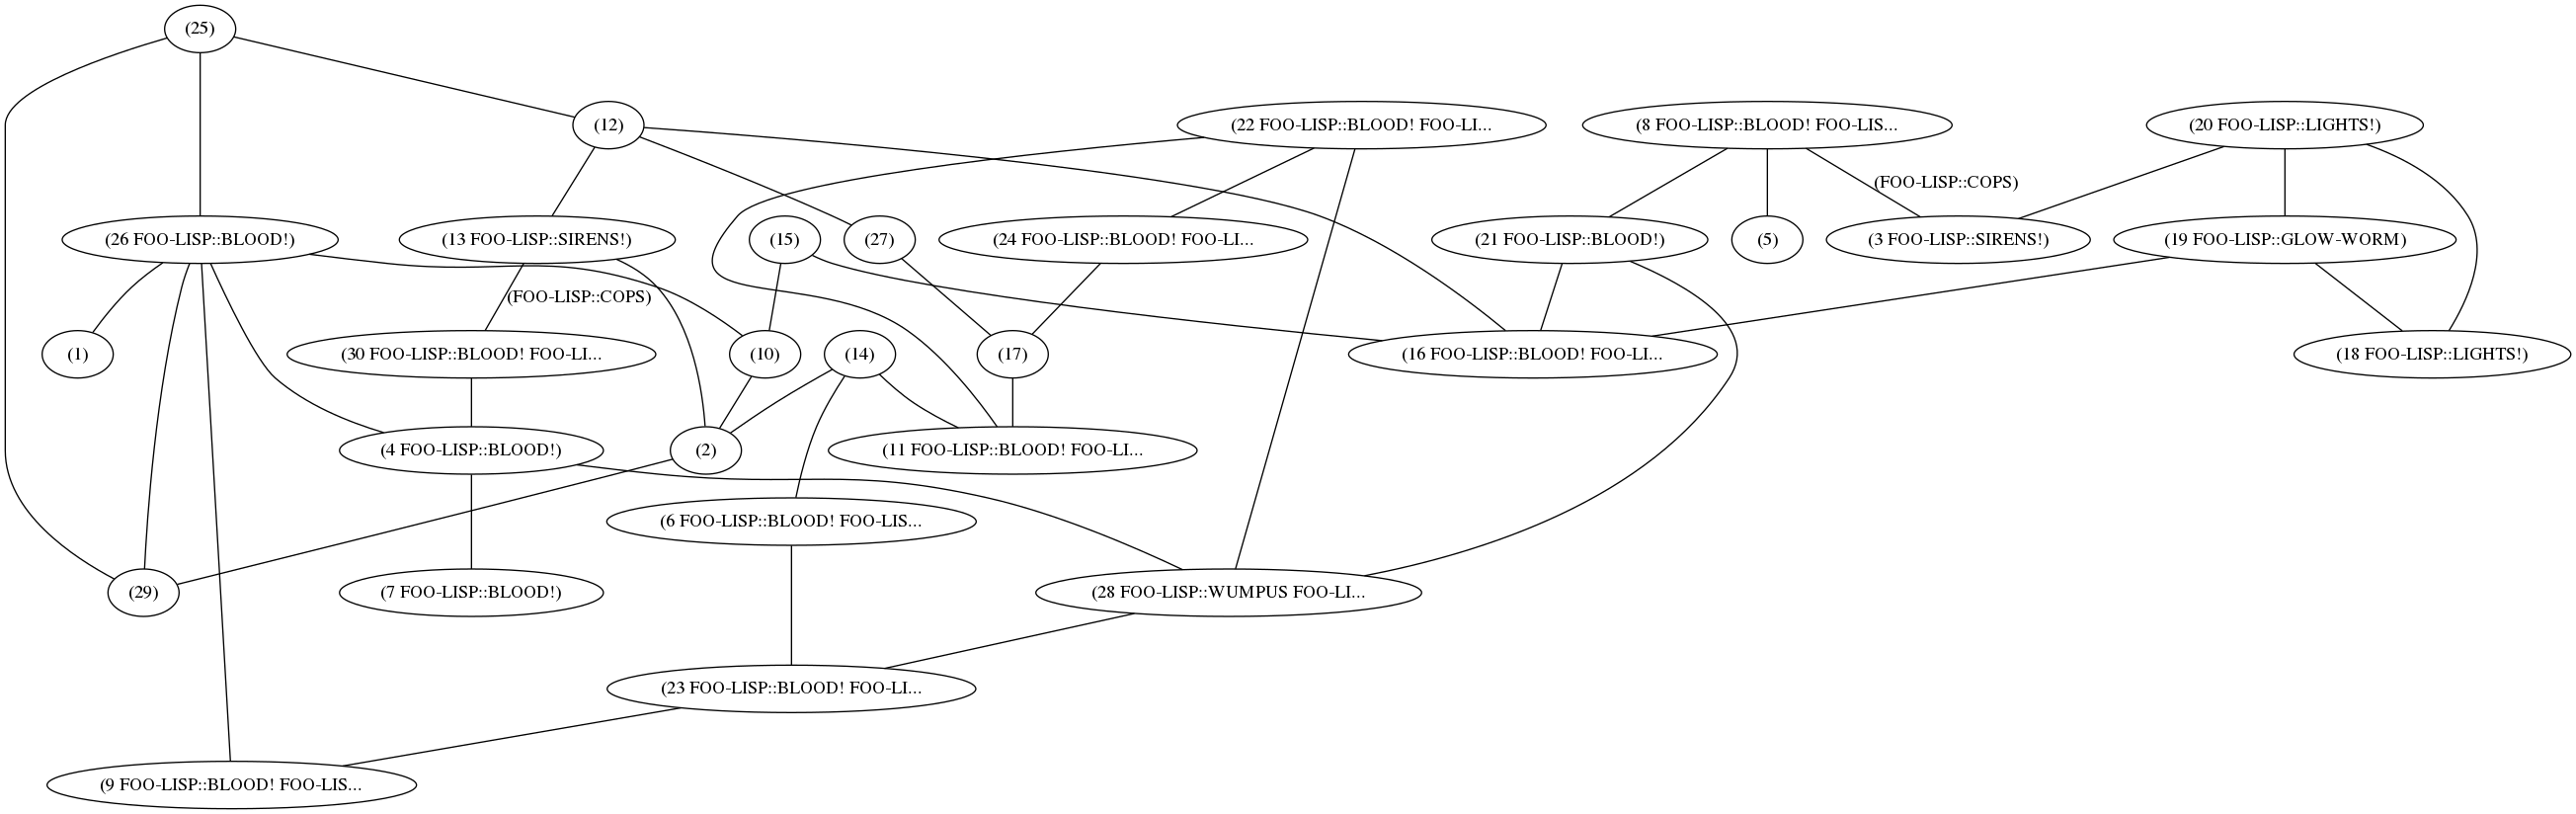 (25)
(12)
(22 FOO-LISP::BLOOD! FOO-LI...
(8 FOO-LISP::BLOOD! FOO-LIS...
(20 FOO-LISP::LIGHTS!)
(FOO-LISP::COPS)
(26 FOO-LISP::BLOOD!)
(13 FOO-LISP::SIRENS!)
(15)
(27)
(24 FOO-LISP::BLOOD! FOO-LI...
(21 FOO-LISP::BLOOD!)
(5)
(3 FOO-LISP::SIRENS!)
(19 FOO-LISP::GLOW-WORM)
(FOO-LISP::COPS)
(1)
(30 FOO-LISP::BLOOD! FOO-LI...
(10)
(14)
(17)
(16 FOO-LISP::BLOOD! FOO-LI...
(18 FOO-LISP::LIGHTS!)
(4 FOO-LISP::BLOOD!)
(2)
(11 FOO-LISP::BLOOD! FOO-LI...
(6 FOO-LISP::BLOOD! FOO-LIS...
(29)
(7 FOO-LISP::BLOOD!)
(28 FOO-LISP::WUMPUS FOO-LI...
(23 FOO-LISP::BLOOD! FOO-LI...
(9 FOO-LISP::BLOOD! FOO-LIS...